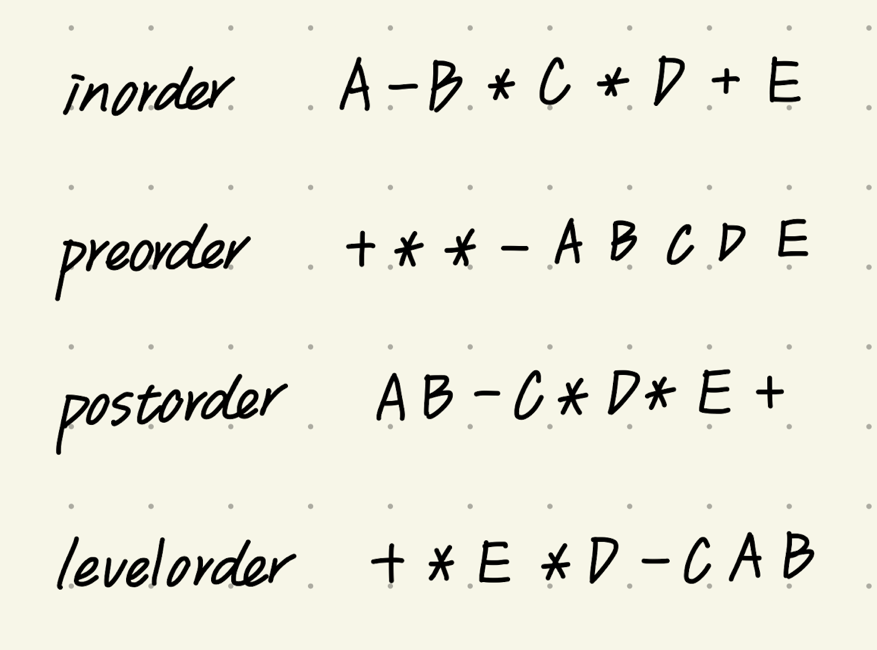 inorder A - B * C * D + E
preorder + * * - A B C D E
postorder A B - C * D * E +
levelorder + * E * D - C A B